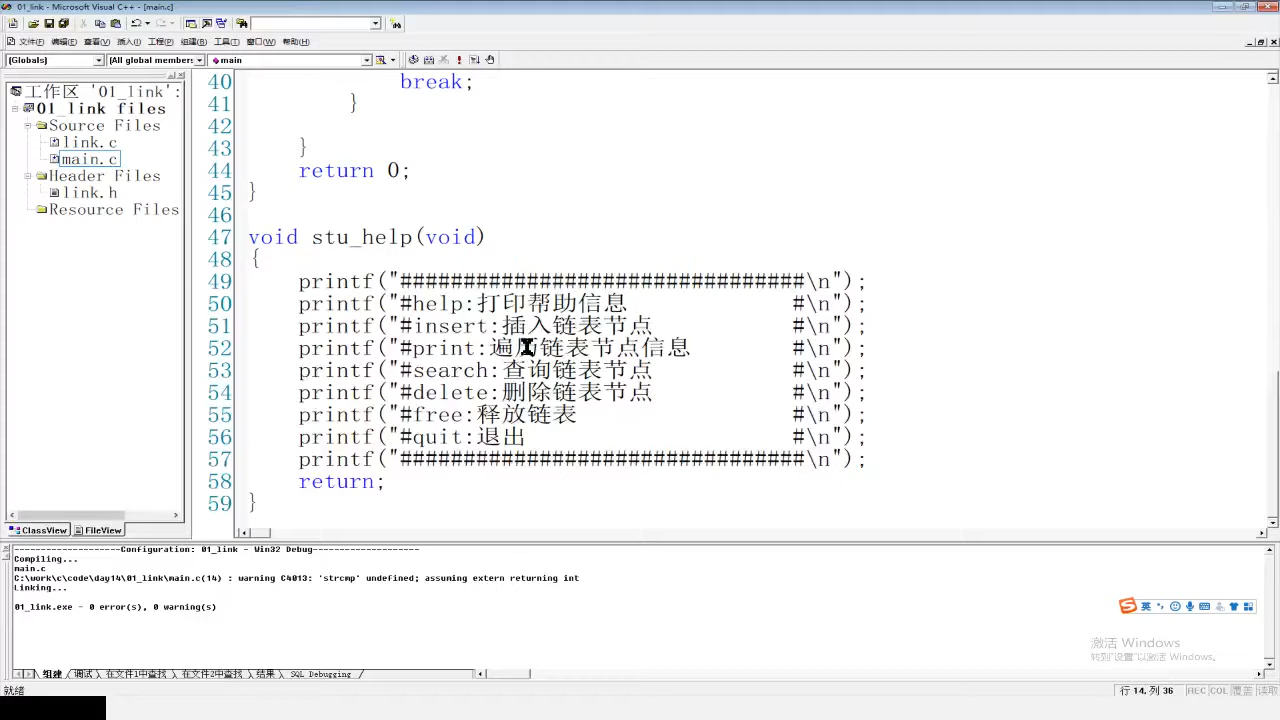 01_link - Microsoft Visual C++ - [main.c]
文件(F) 编辑(E) 查看(V) 插入(I) 工程(P) 组建(B) 工具(T) 窗口(W) 帮助(H)
(Globals) (All global members main
工作区 '01_link':
01_link files
Source Files
link.c
main.c
Header Files
link.h
Resource Files
ClassView FileView
40 break;
41 }
42
43 }
44 return 0;
45 }
46
47 void stu_help(void)
48 {
49 printf("################################\n");
50 printf("#help:打印帮助信息 #\n");
51 printf("#insert:插入链表节点 #\n");
52 printf("#print:遍历链表节点信息 #\n");
53 printf("#search:查询链表节点 #\n");
54 printf("#delete:删除链表节点 #\n");
55 printf("#free:释放链表 #\n");
56 printf("#quit:退出 #\n");
57 printf("################################\n");
58 return;
59 }
--------------------Configuration: 01_link - Win32 Debug--------------------
Compiling...
main.c
C:\work\c\code\day14\01_link\main.c(14) : warning C4013: 'strcmp' undefined; assuming extern returning int
Linking...
01_link.exe - 0 error(s), 0 warning(s)
英
激活 Windows
转到"设置"以激活 Windows。
组建 调试 在文件1中查找 在文件2中查找 结果 SQL Debugging
就绪
行 14, 列 36 REC COL 覆盖 读取